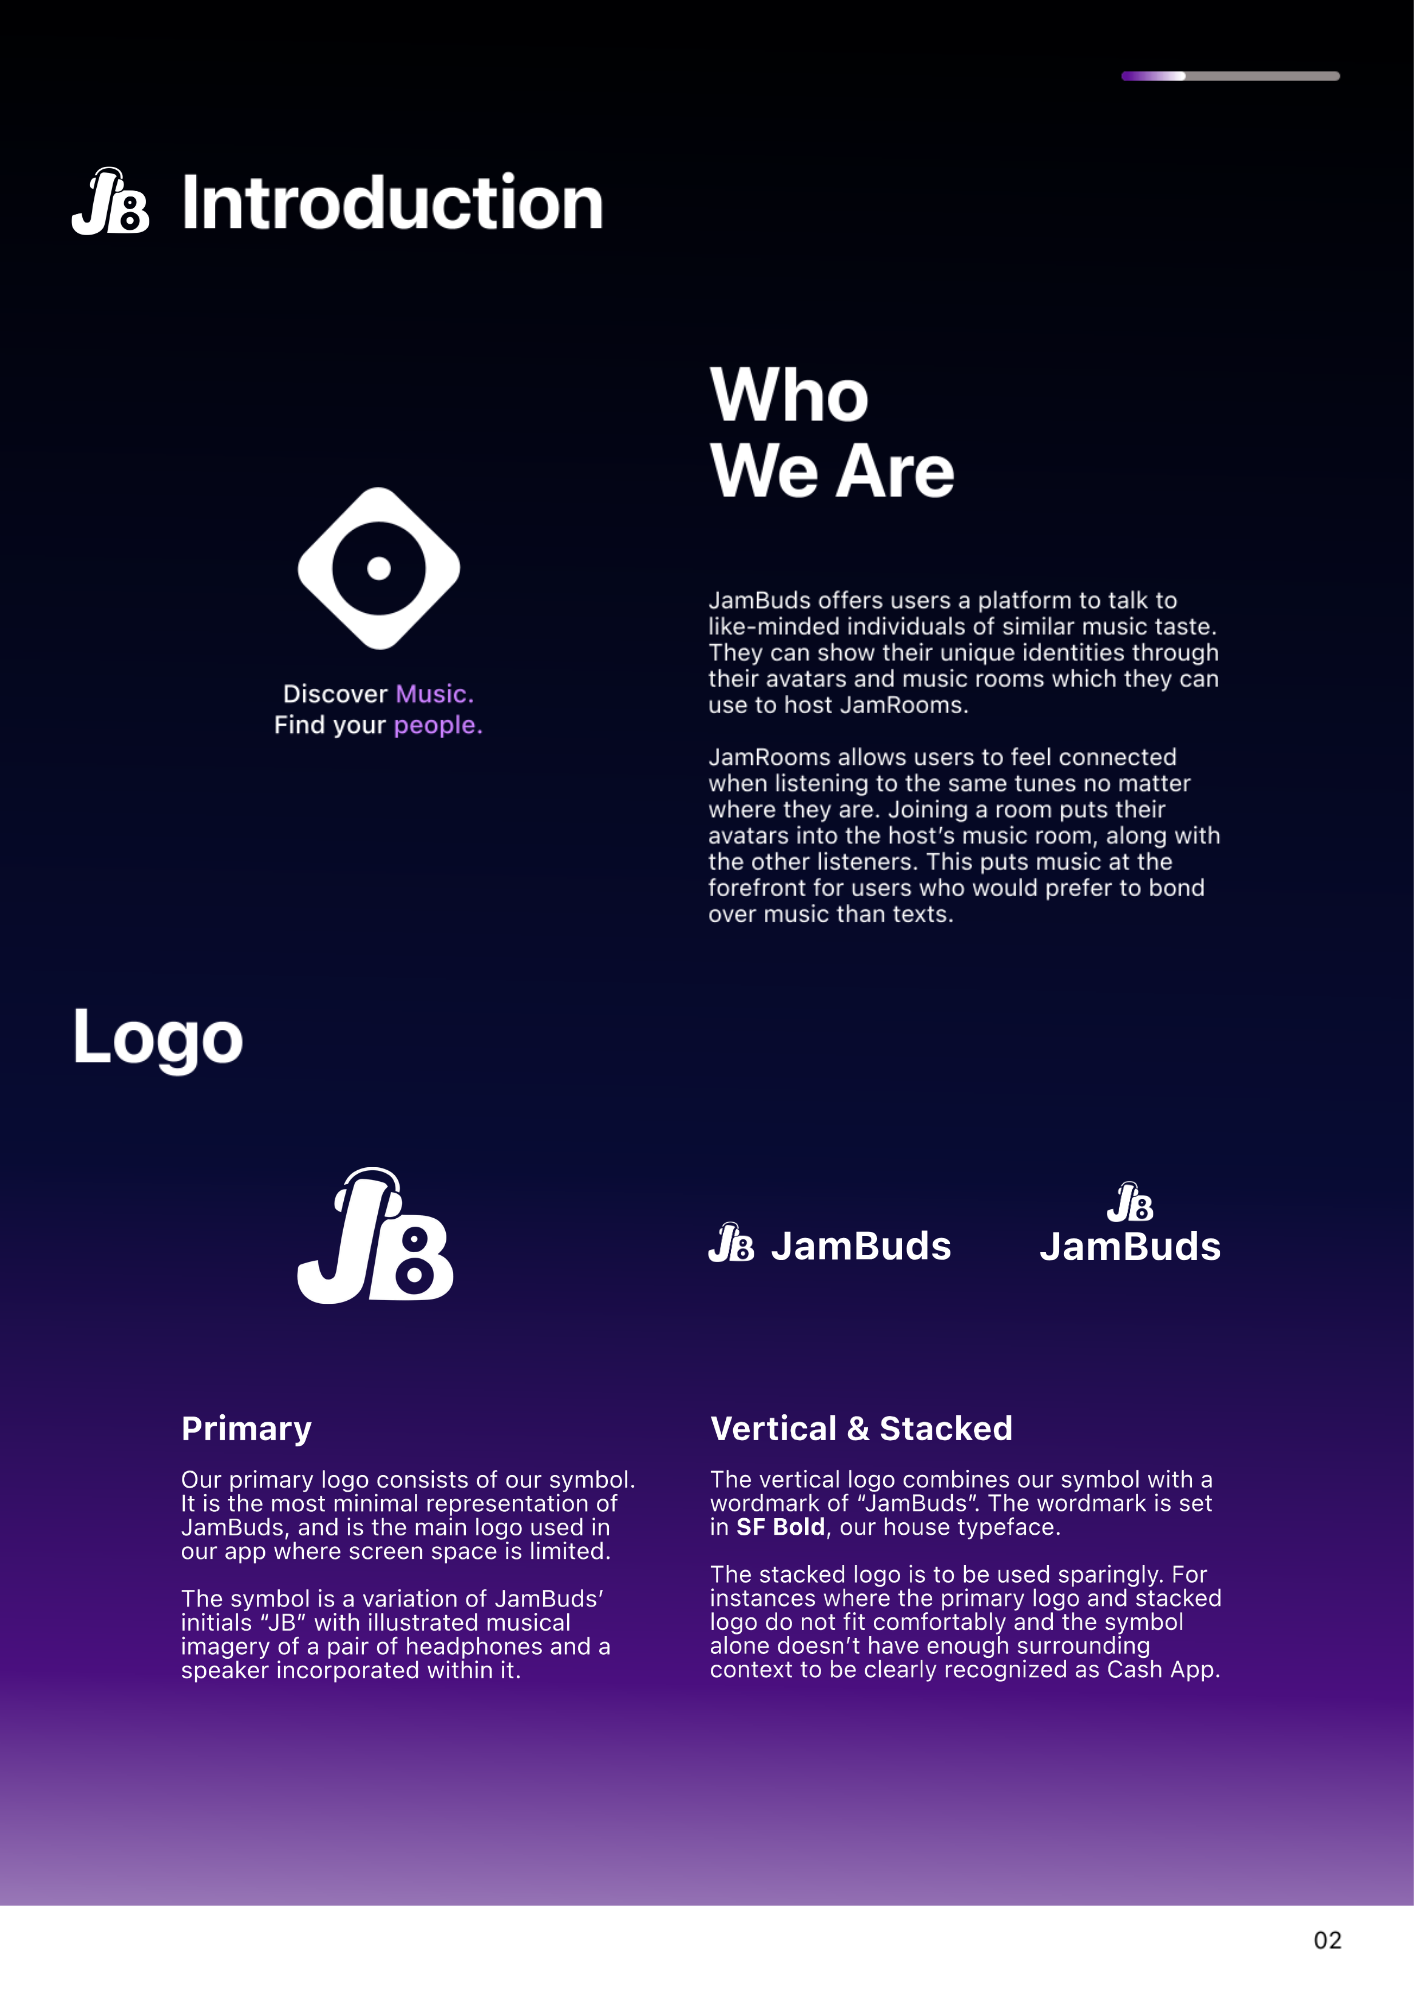 JB Introduction
Who
We Are
Discover Music.
Find your people.
JamBuds offers users a platform to talk to
like-minded individuals of similar music taste.
They can show their unique identities through
their avatars and music rooms which they can
use to host JamRooms.
JamRooms allows users to feel connected
when listening to the same tunes no matter
where they are. Joining a room puts their
avatars into the host's music room, along with
the other listeners. This puts music at the
forefront for users who would prefer to bond
over music than texts.
Logo
JB
JB JamBuds
JB
JamBuds
Primary
Our primary logo consists of our symbol.
It is the most minimal representation of
JamBuds, and is the main logo used in
our app where screen space is limited.
The symbol is a variation of JamBuds'
initials “JB” with illustrated musical
imagery of a pair of headphones and a
speaker incorporated within it.
Vertical & Stacked
The vertical logo combines our symbol with a
wordmark of “JamBuds”. The wordmark is set
in SF Bold, our house typeface.
The stacked logo is to be used sparingly. For
instances where the primary logo and stacked
logo do not fit comfortably and the symbol
alone doesn't have enough surrounding
context to be clearly recognized as Cash App.
02